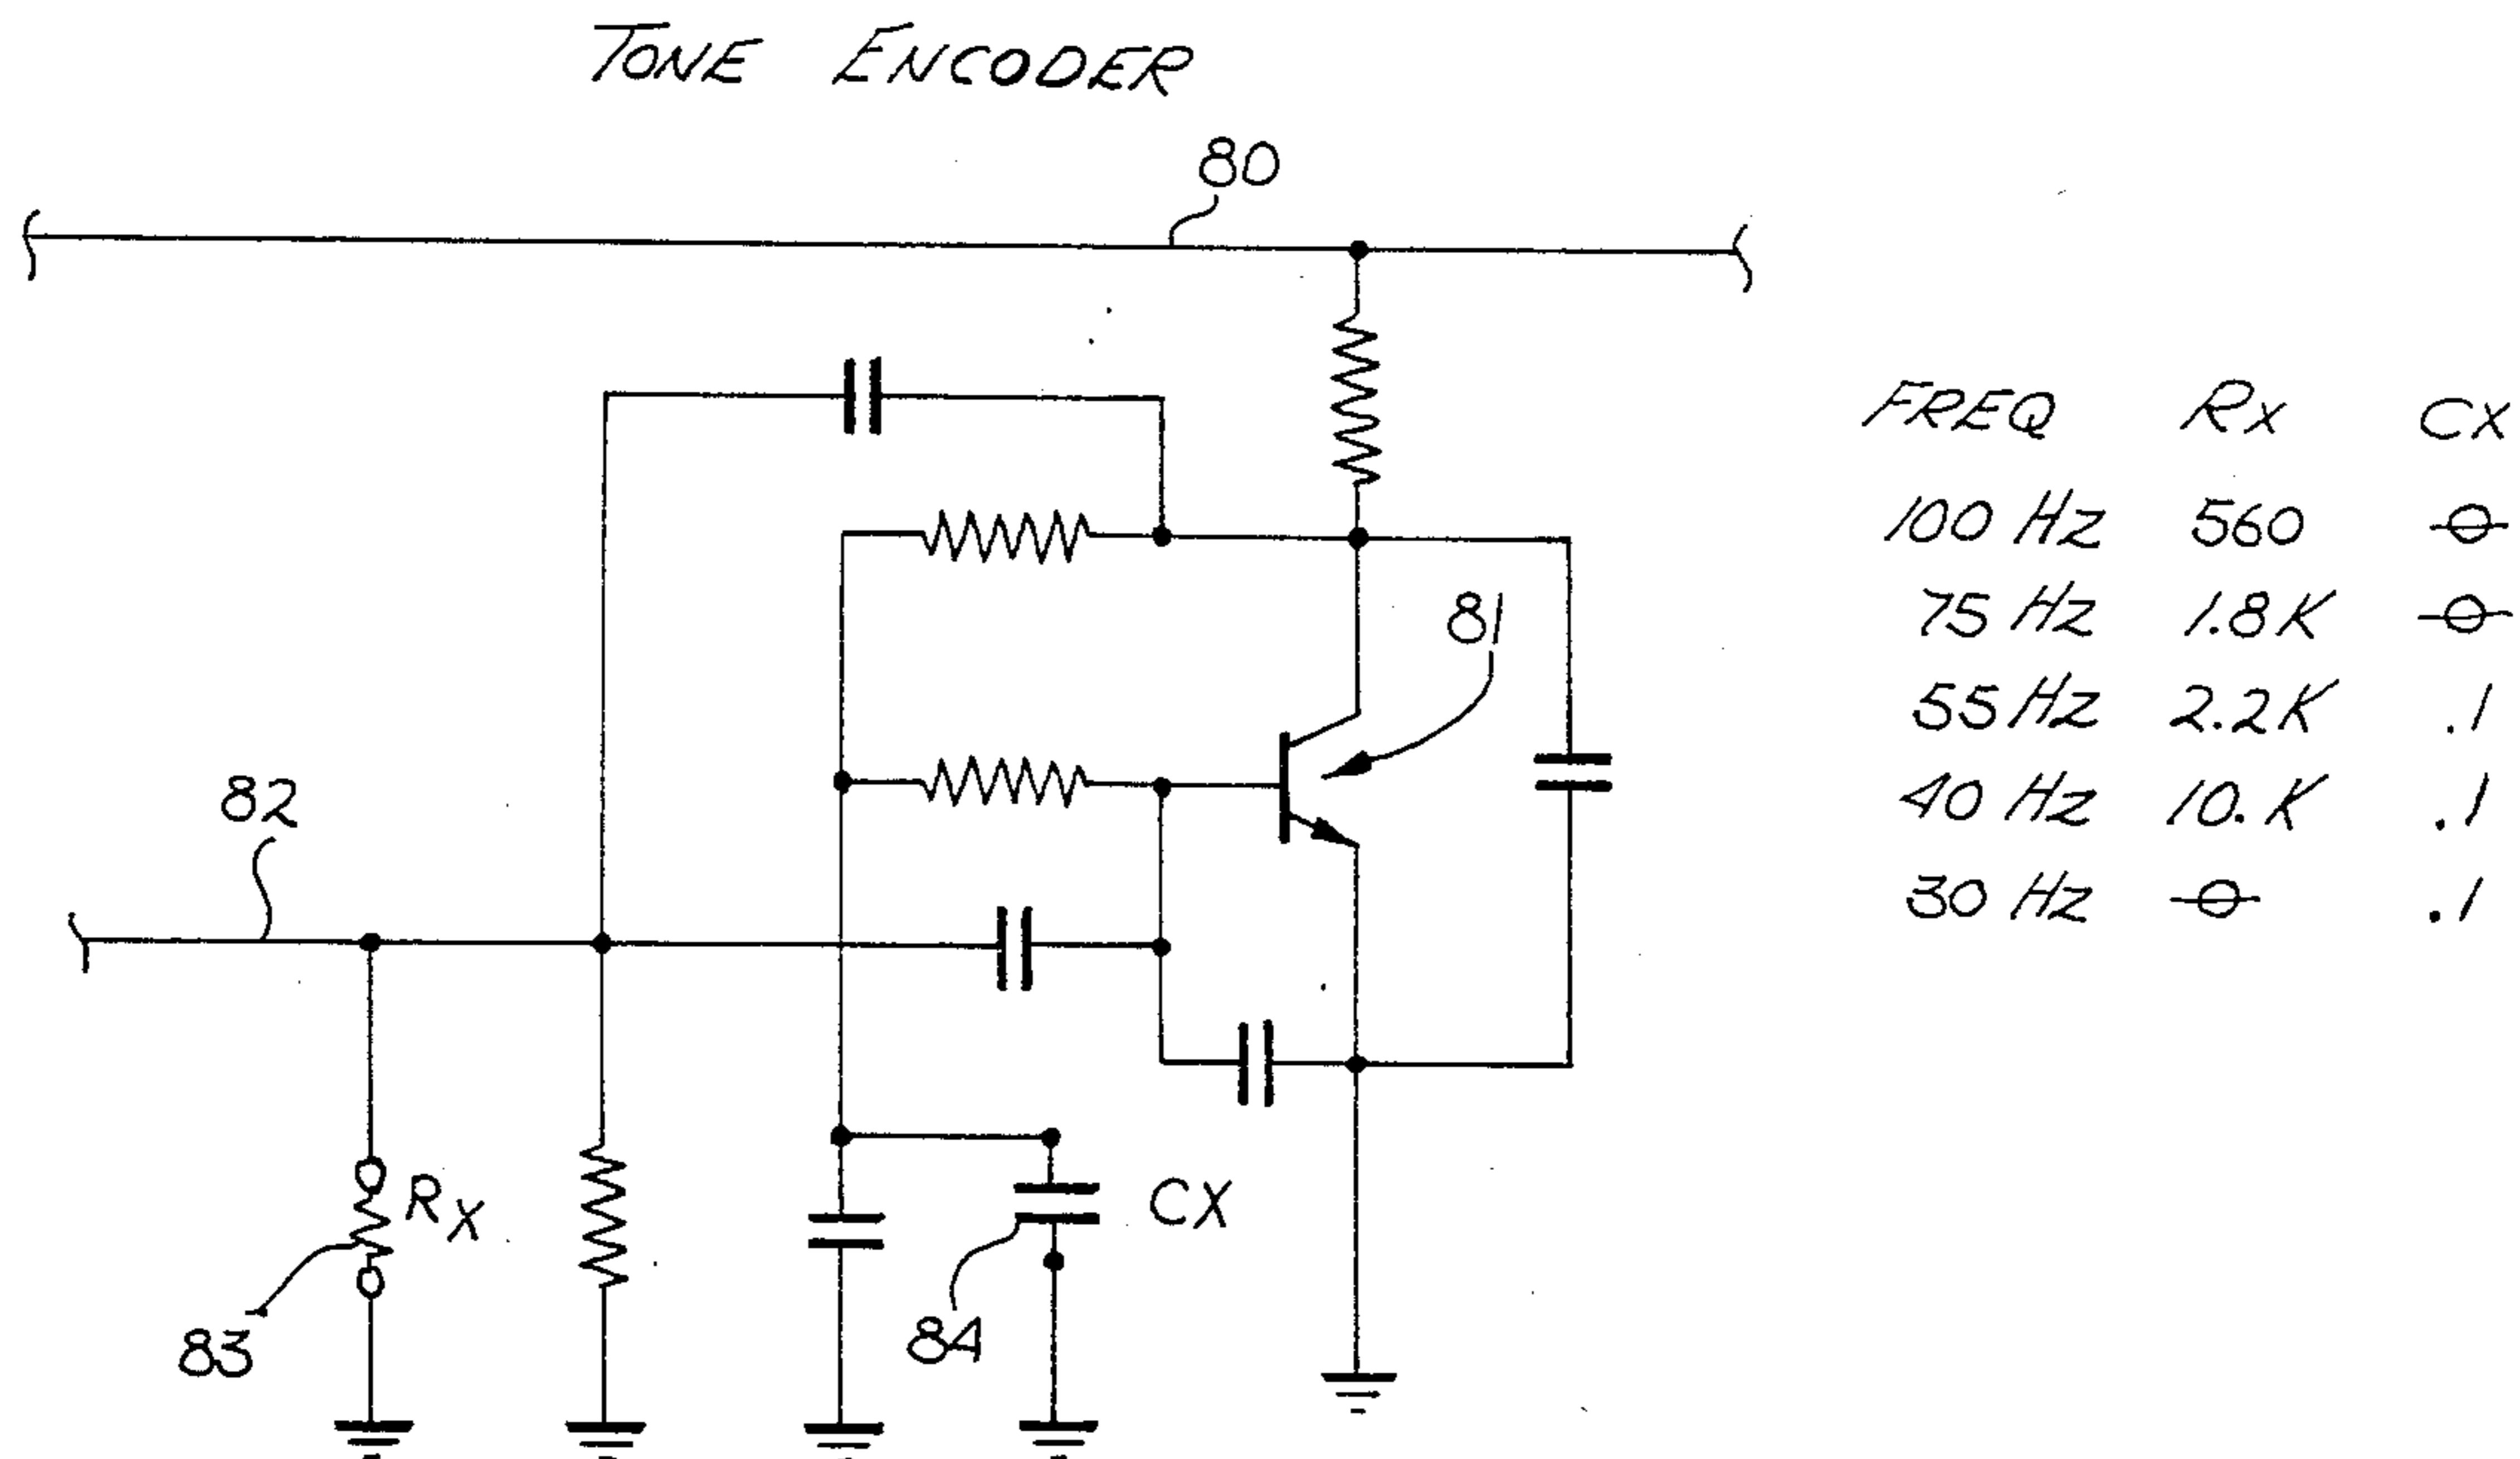 TONE ENCODER
80
FREQ RX CX
100 Hz 560 ⌀
75 Hz 1.8K ⌀
81
55 Hz 2.2K .1
82
40 Hz 10.K .1
30 Hz ⌀ .1
RX
CX
83
84